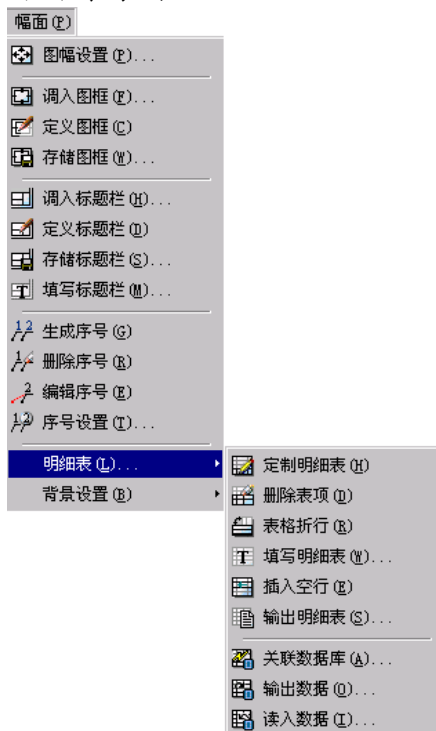 幅面(P)
图幅设置(P)...
调入图框(F)...
定义图框(C)
存储图框(W)...
调入标题栏(H)...
定义标题栏(D)
存储标题栏(S)...
填写标题栏(M)...
生成序号(G)
删除序号(R)
编辑序号(E)
序号设置(T)...
明细表(L)...
背景设置(B)
定制明细表(H)
删除表项(D)
表格折行(R)
填写明细表(W)...
插入空行(E)
输出明细表(S)...
关联数据库(A)...
输出数据(O)...
读入数据(I)...